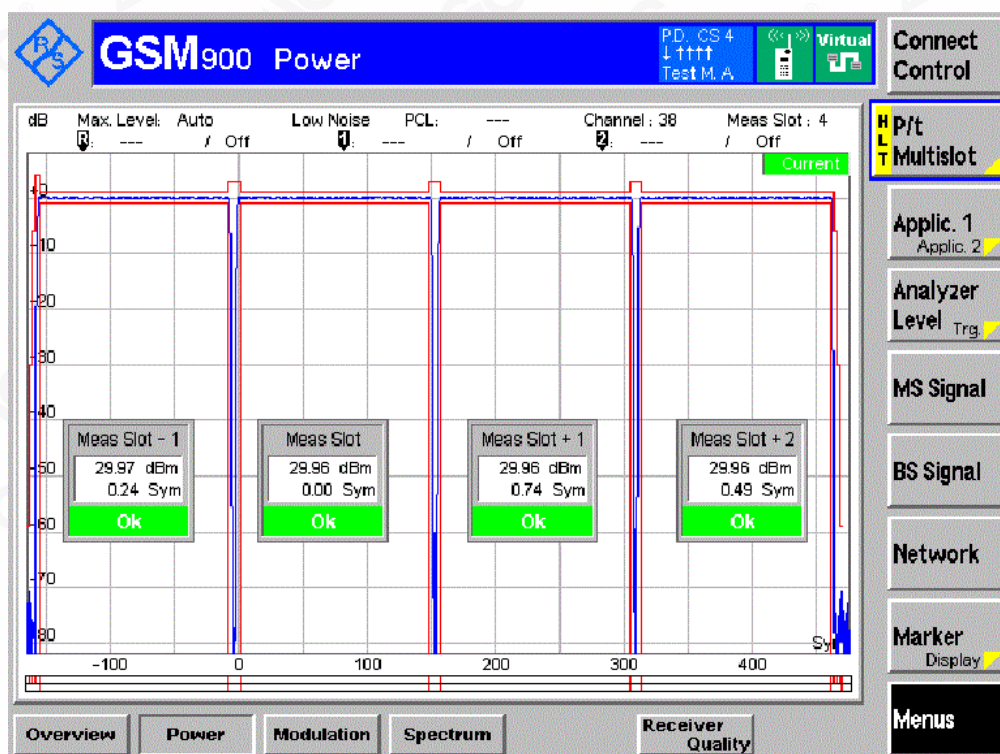 R/S
GSM900 Power
P.D. CS 4
↓↑↑↑↑
Test M. A
Virtual
Connect Control
dB Max. Level: Auto Low Noise PCL: --- Channel : 38 Meas Slot : 4
R: --- / Off 1: --- / Off 2: --- / Off
Current
HLT
P/t Multislot
Applic. 1
Applic. 2
Analyzer Level
Trg.
MS Signal
BS Signal
Network
Marker
Display
Menus
+0
-10
-20
-30
-40
-50
-60
-70
-80
Meas Slot - 1
29.97 dBm
0.24 Sym
Ok
Meas Slot
29.96 dBm
0.00 Sym
Ok
Meas Slot + 1
29.96 dBm
0.74 Sym
Ok
Meas Slot + 2
29.96 dBm
0.49 Sym
Ok
-100 0 100 200 300 400
Overview Power Modulation Spectrum Receiver Quality